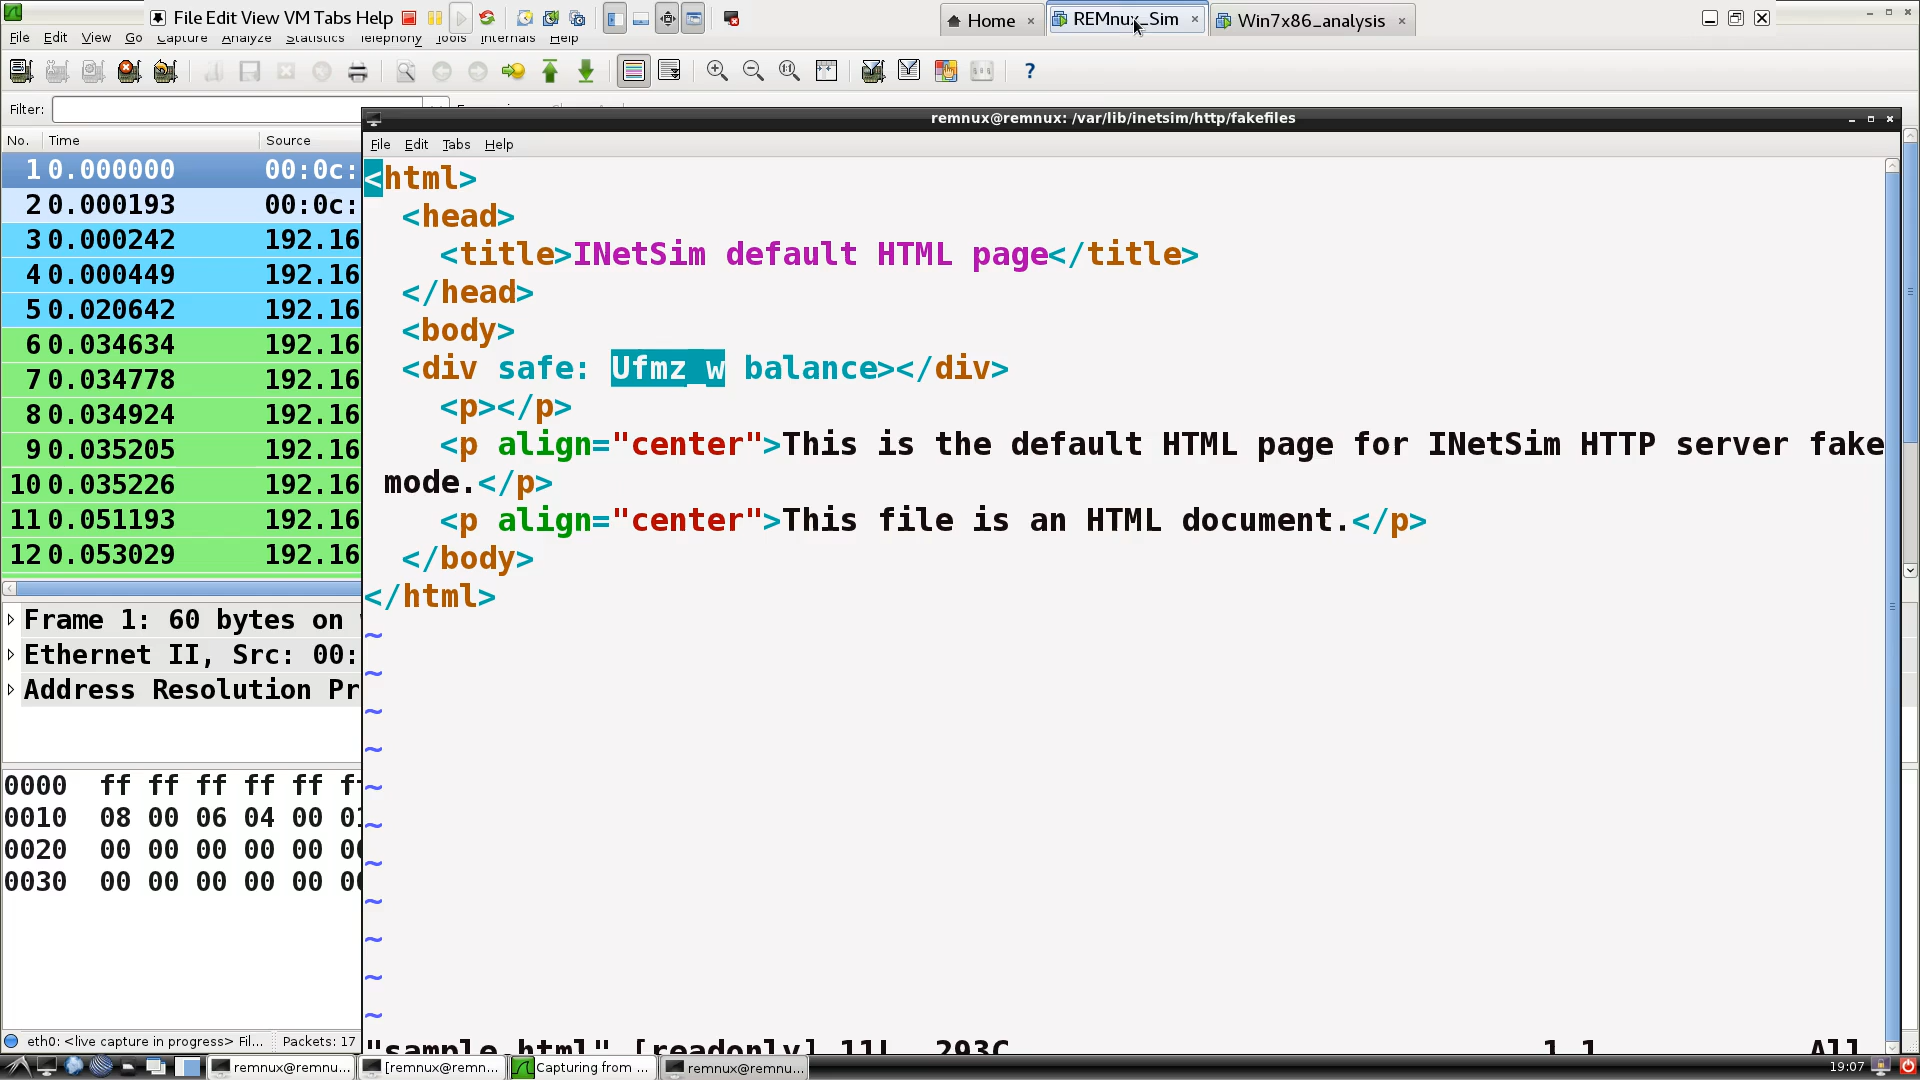 File Edit View VM Tabs Help
Home
REMnux_Sim
Win7x86_analysis
File Edit View Go Capture Analyze Statistics Telephony Tools Internals Help
Filter:
remnux@remnux: /var/lib/inetsim/http/fakefiles
File Edit Tabs Help
No. Time Source
1 0.000000 00:0c:
2 0.000193 00:0c:
3 0.000242 192.16
4 0.000449 192.16
5 0.020642 192.16
6 0.034634 192.16
7 0.034778 192.16
8 0.034924 192.16
9 0.035205 192.16
10 0.035226 192.16
11 0.051193 192.16
12 0.053029 192.16
<html>
<head>
<title>INetSim default HTML page</title>
</head>
<body>
<div safe: Ufmz_w balance></div>
<p></p>
<p align="center">This is the default HTML page for INetSim HTTP server fake
mode.</p>
<p align="center">This file is an HTML document.</p>
</body>
</html>
~
~
~
~
~
~
~
~
~
~
~
"sample.html" [readonly] 11L, 293C 1,1 All
Frame 1: 60 bytes on
Ethernet II, Src: 00:
Address Resolution Pr
0000 ff ff ff ff ff
0010 08 00 06 04 00 01
0020 00 00 00 00 00 00
0030 00 00 00 00 00 00
eth0: <live capture in progress> Fil... Packets: 17
remnux@remnu... [remnux@remn... Capturing from ... remnux@remnu... 19:07